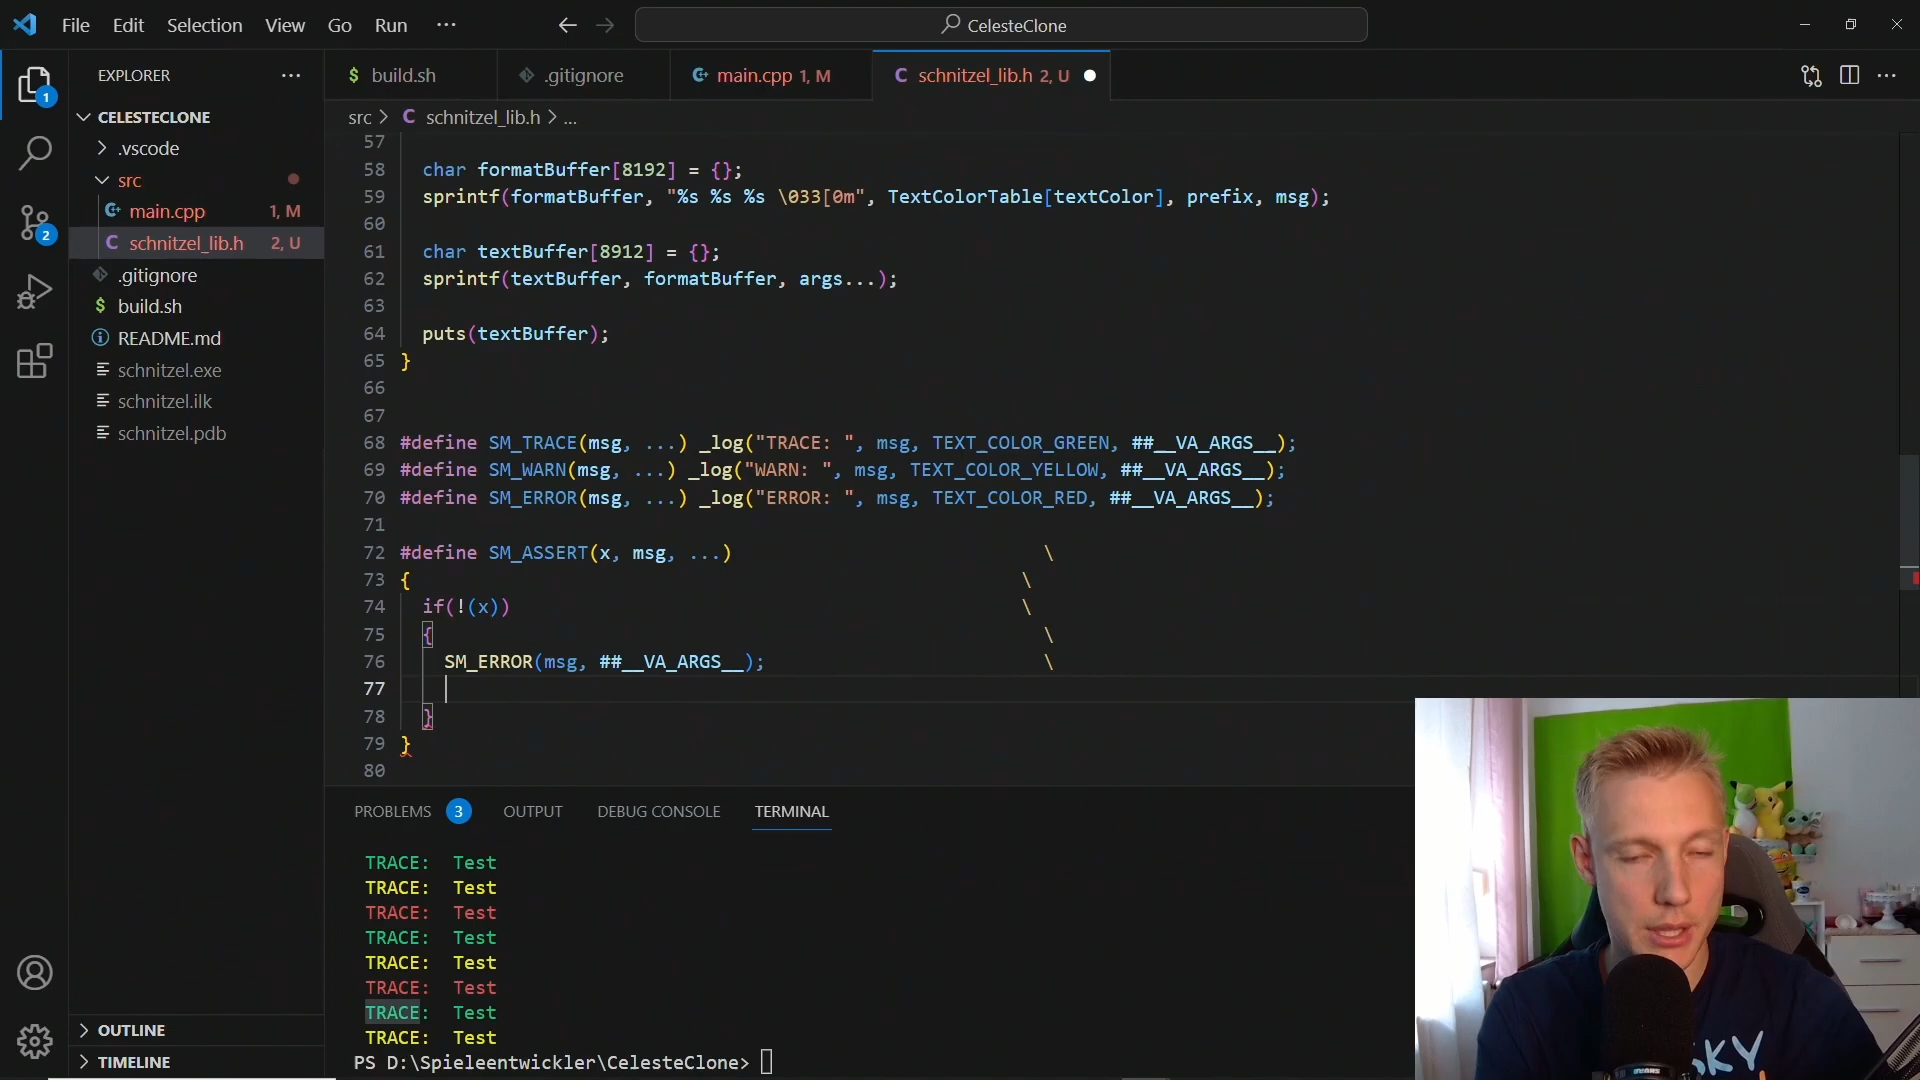 File Edit Selection View Go Run ···
CelesteClone
EXPLORER ···
1
CELESTECLONE
.vscode
src
main.cpp 1, M
schnitzel_lib.h 2, U
2
.gitignore
$ build.sh
README.md
schnitzel.exe
schnitzel.ilk
schnitzel.pdb
OUTLINE
TIMELINE
$ build.sh
.gitignore
main.cpp 1, M
C schnitzel_lib.h 2, U
src > C schnitzel_lib.h > ...
57
58 char formatBuffer[8192] = {};
59 sprintf(formatBuffer, "%s %s %s \033[0m", TextColorTable[textColor], prefix, msg);
60
61 char textBuffer[8912] = {};
62 sprintf(textBuffer, formatBuffer, args...);
63
64 puts(textBuffer);
65 }
66
67
68 #define SM_TRACE(msg, ...) _log("TRACE: ", msg, TEXT_COLOR_GREEN, ##__VA_ARGS__);
69 #define SM_WARN(msg, ...) _log("WARN: ", msg, TEXT_COLOR_YELLOW, ##__VA_ARGS__);
70 #define SM_ERROR(msg, ...) _log("ERROR: ", msg, TEXT_COLOR_RED, ##__VA_ARGS__);
71
72 #define SM_ASSERT(x, msg, ...) \
73 { \
74 if(!(x)) \
75 { \
76 SM_ERROR(msg, ##__VA_ARGS__); \
77
78 }
79 }
80
PROBLEMS 3 OUTPUT DEBUG CONSOLE TERMINAL
TRACE: Test
TRACE: Test
TRACE: Test
TRACE: Test
TRACE: Test
TRACE: Test
TRACE: Test
TRACE: Test
PS D:\Spieleentwickler\CelesteClone>